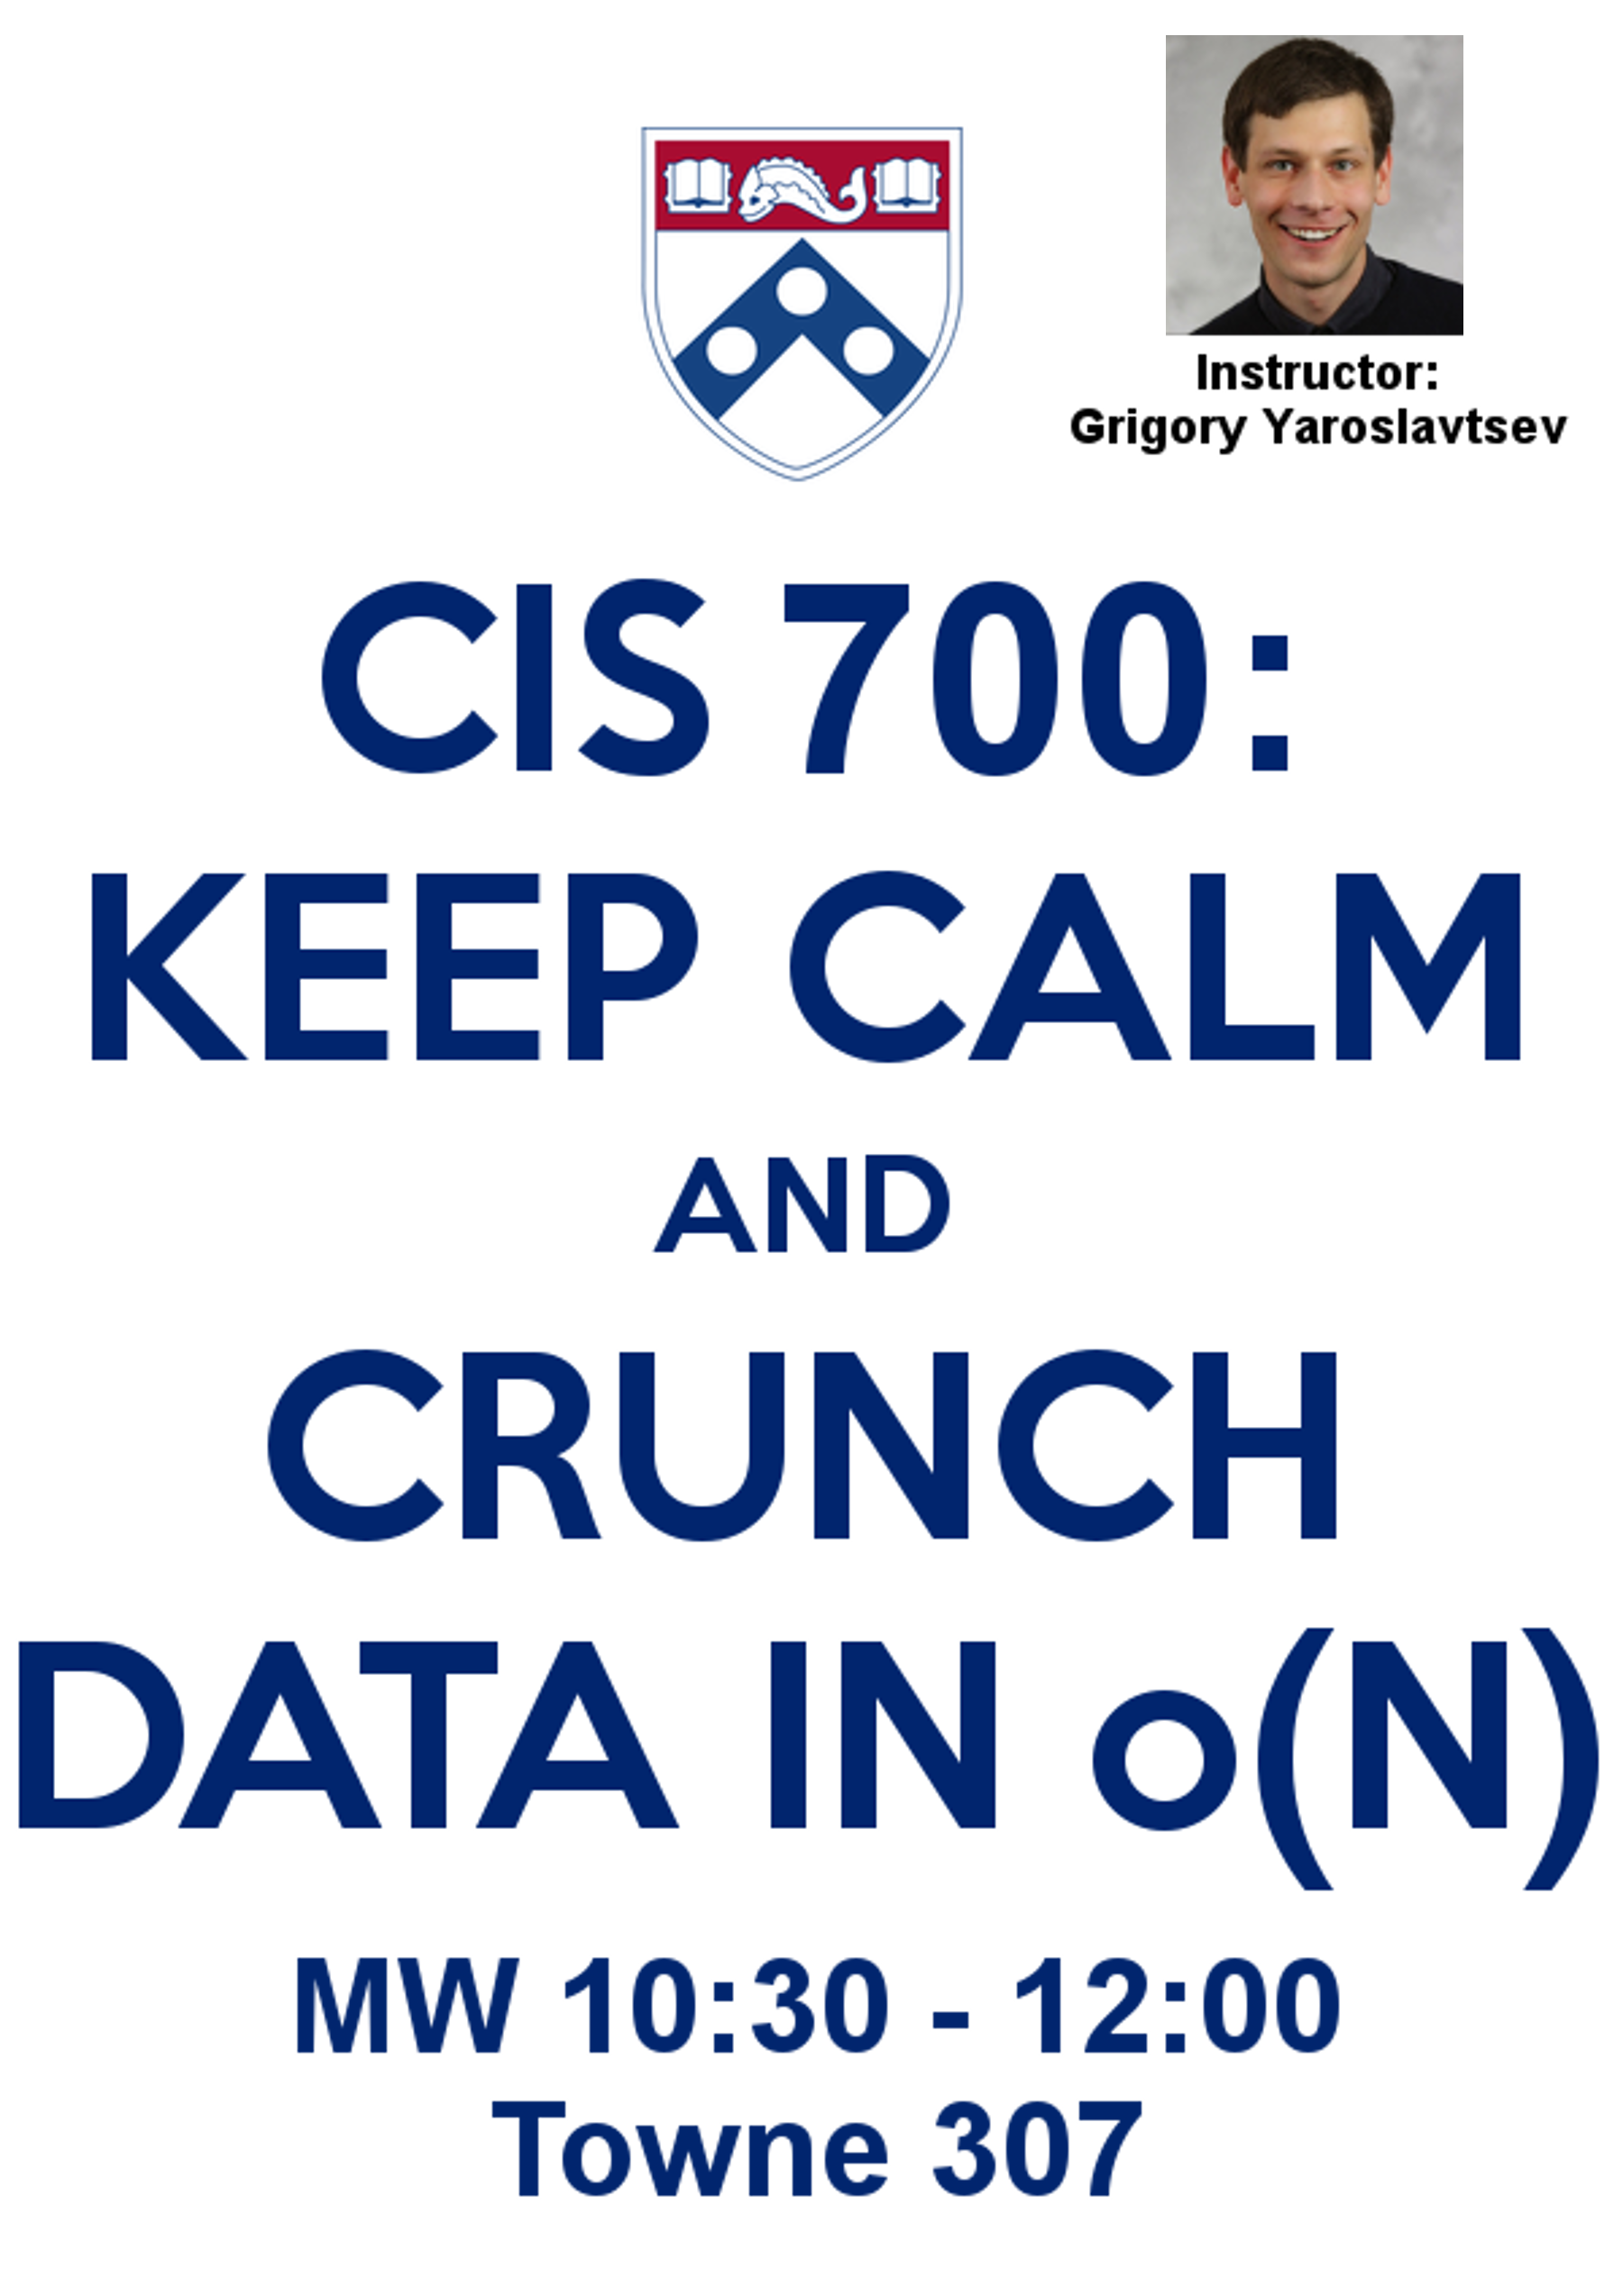 Instructor:
Grigory Yaroslavtsev
CIS 700:
KEEP CALM
AND
CRUNCH
DATA IN o(N)
MW 10:30 - 12:00
Towne 307